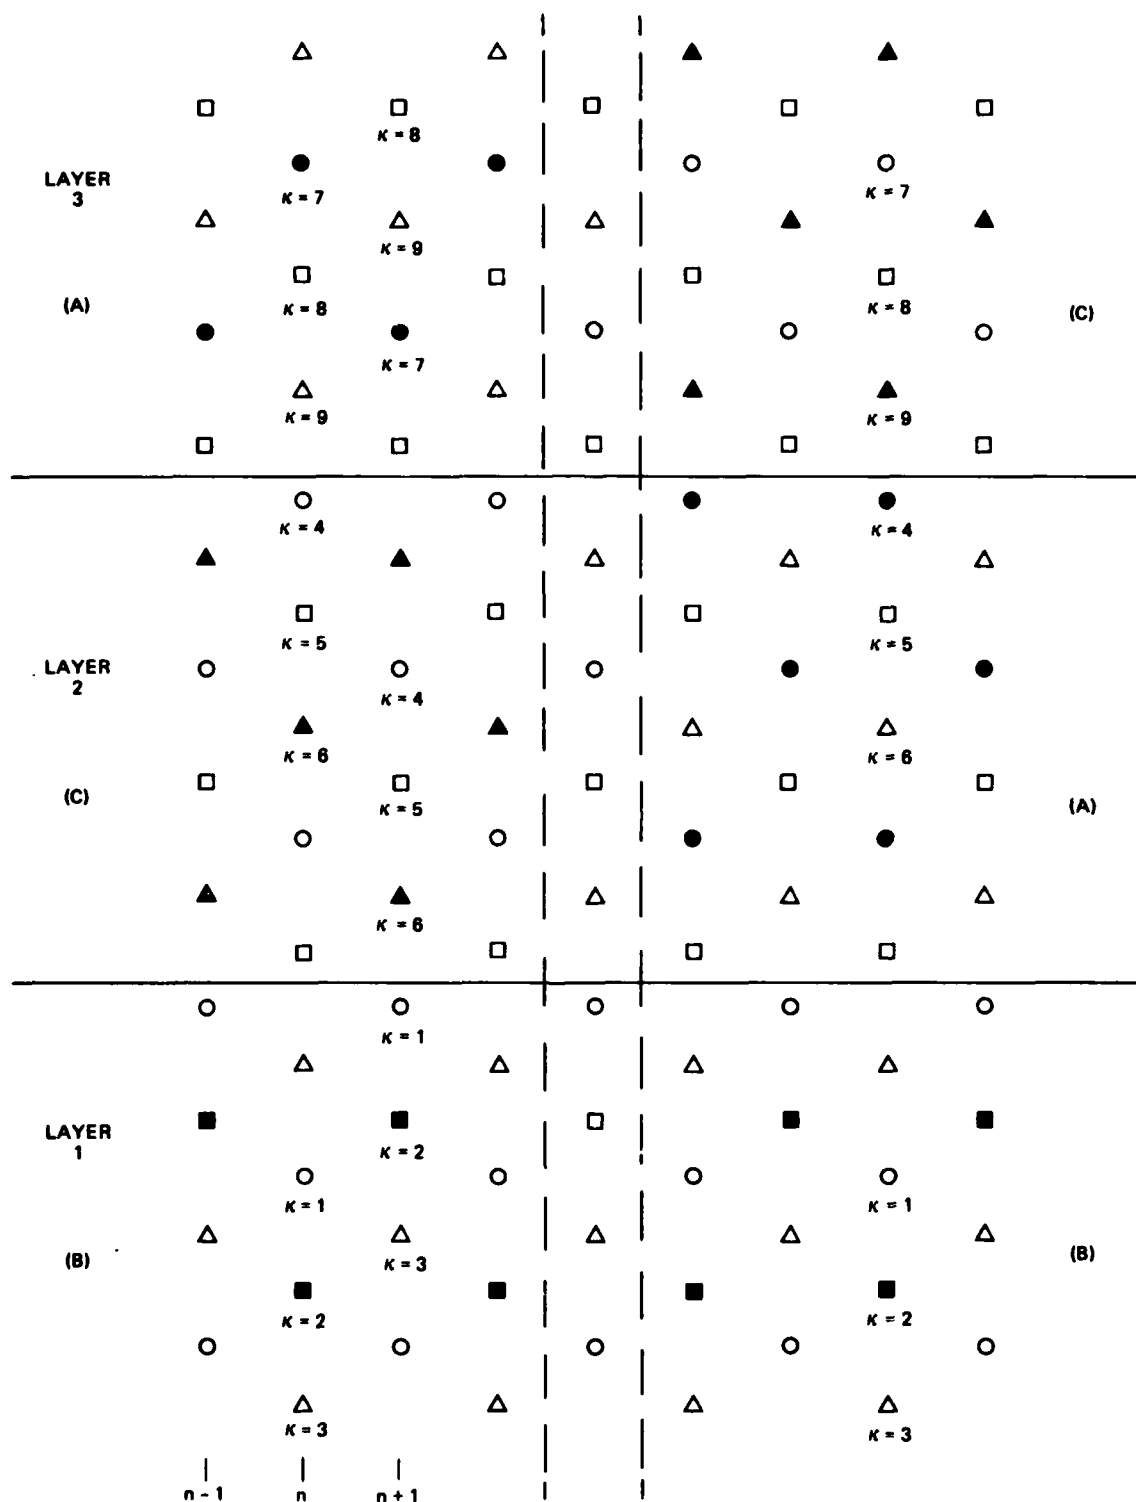 κ = 8
LAYER
3
κ = 7
κ = 7
κ = 9
(A)
κ = 8
κ = 8
(C)
κ = 7
κ = 9
κ = 9
κ = 4
κ = 4
κ = 5
κ = 5
LAYER
2
κ = 4
κ = 6
κ = 6
(C)
κ = 5
(A)
κ = 6
κ = 1
LAYER
1
κ = 2
κ = 1
κ = 1
(B)
κ = 3
(B)
κ = 2
κ = 2
κ = 3
κ = 3
n - 1
n
n + 1